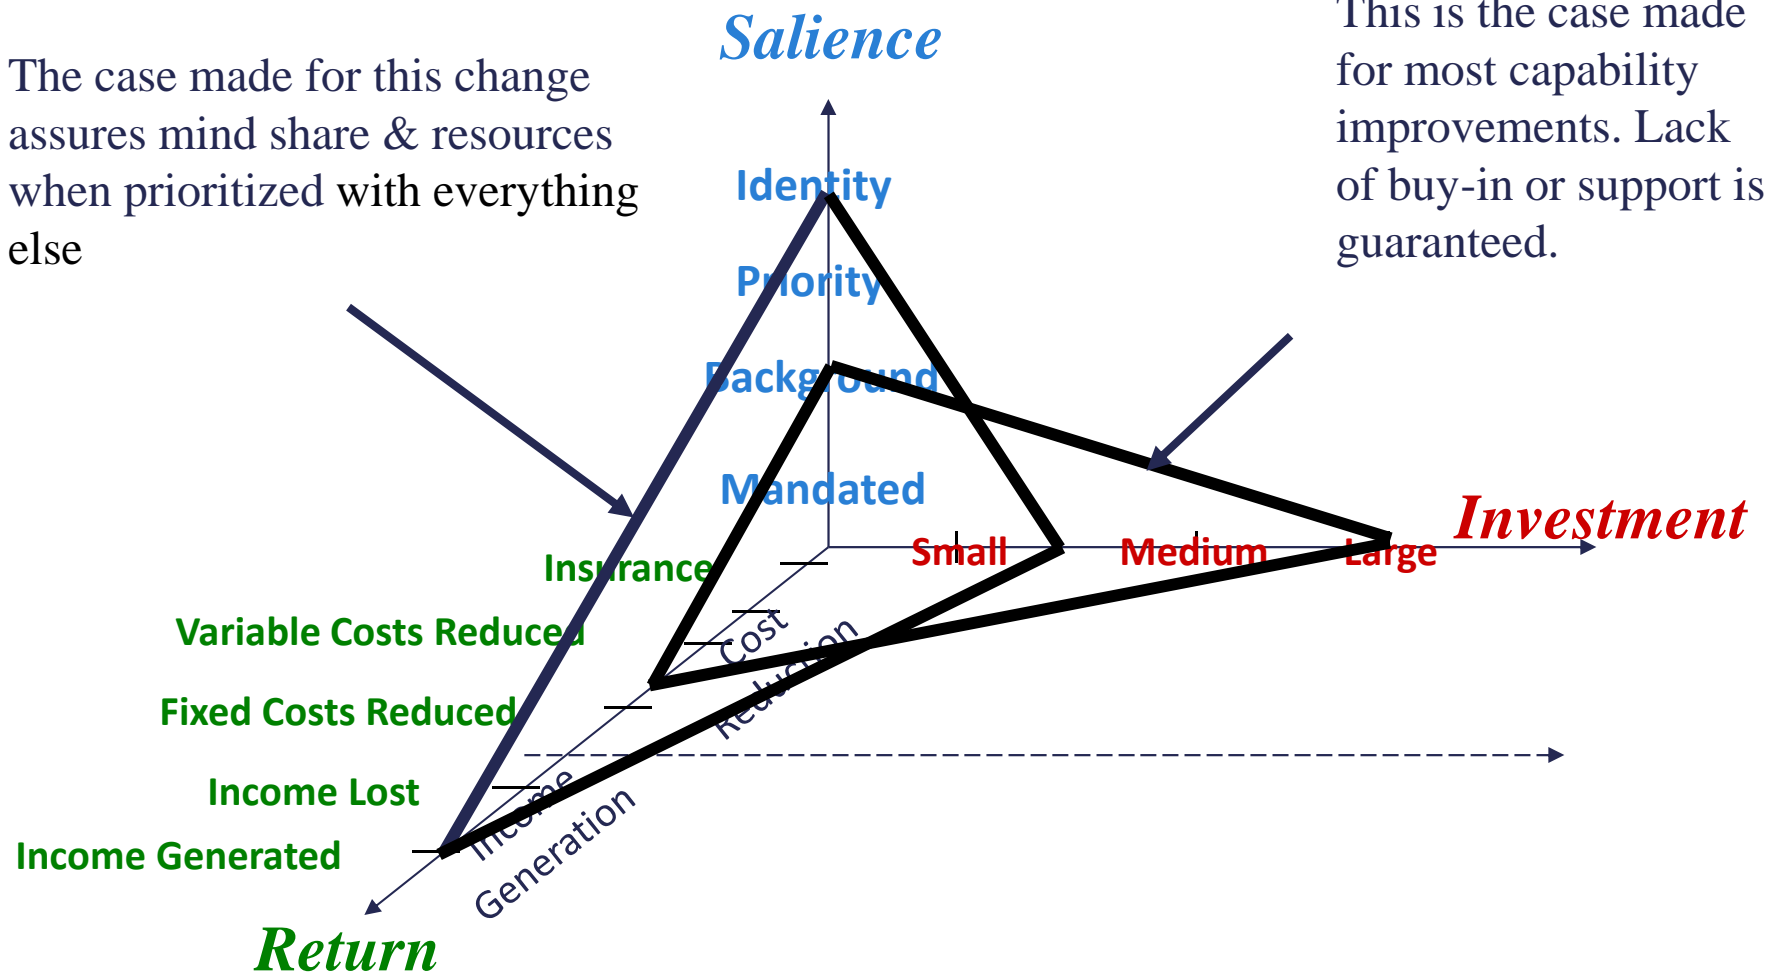 Salience
This is the case made
for most capability
improvements. Lack
of buy-in or support is
guaranteed.
The case made for this change
assures mind share & resources
when prioritized with everything
else
Identity
Priority
Background
Mandated
Investment
Small
Medium
Large
Insurance
Variable Costs Reduced
Fixed Costs Reduced
Income Lost
Income Generated
Cost
Reduction
Income
Generation
Return